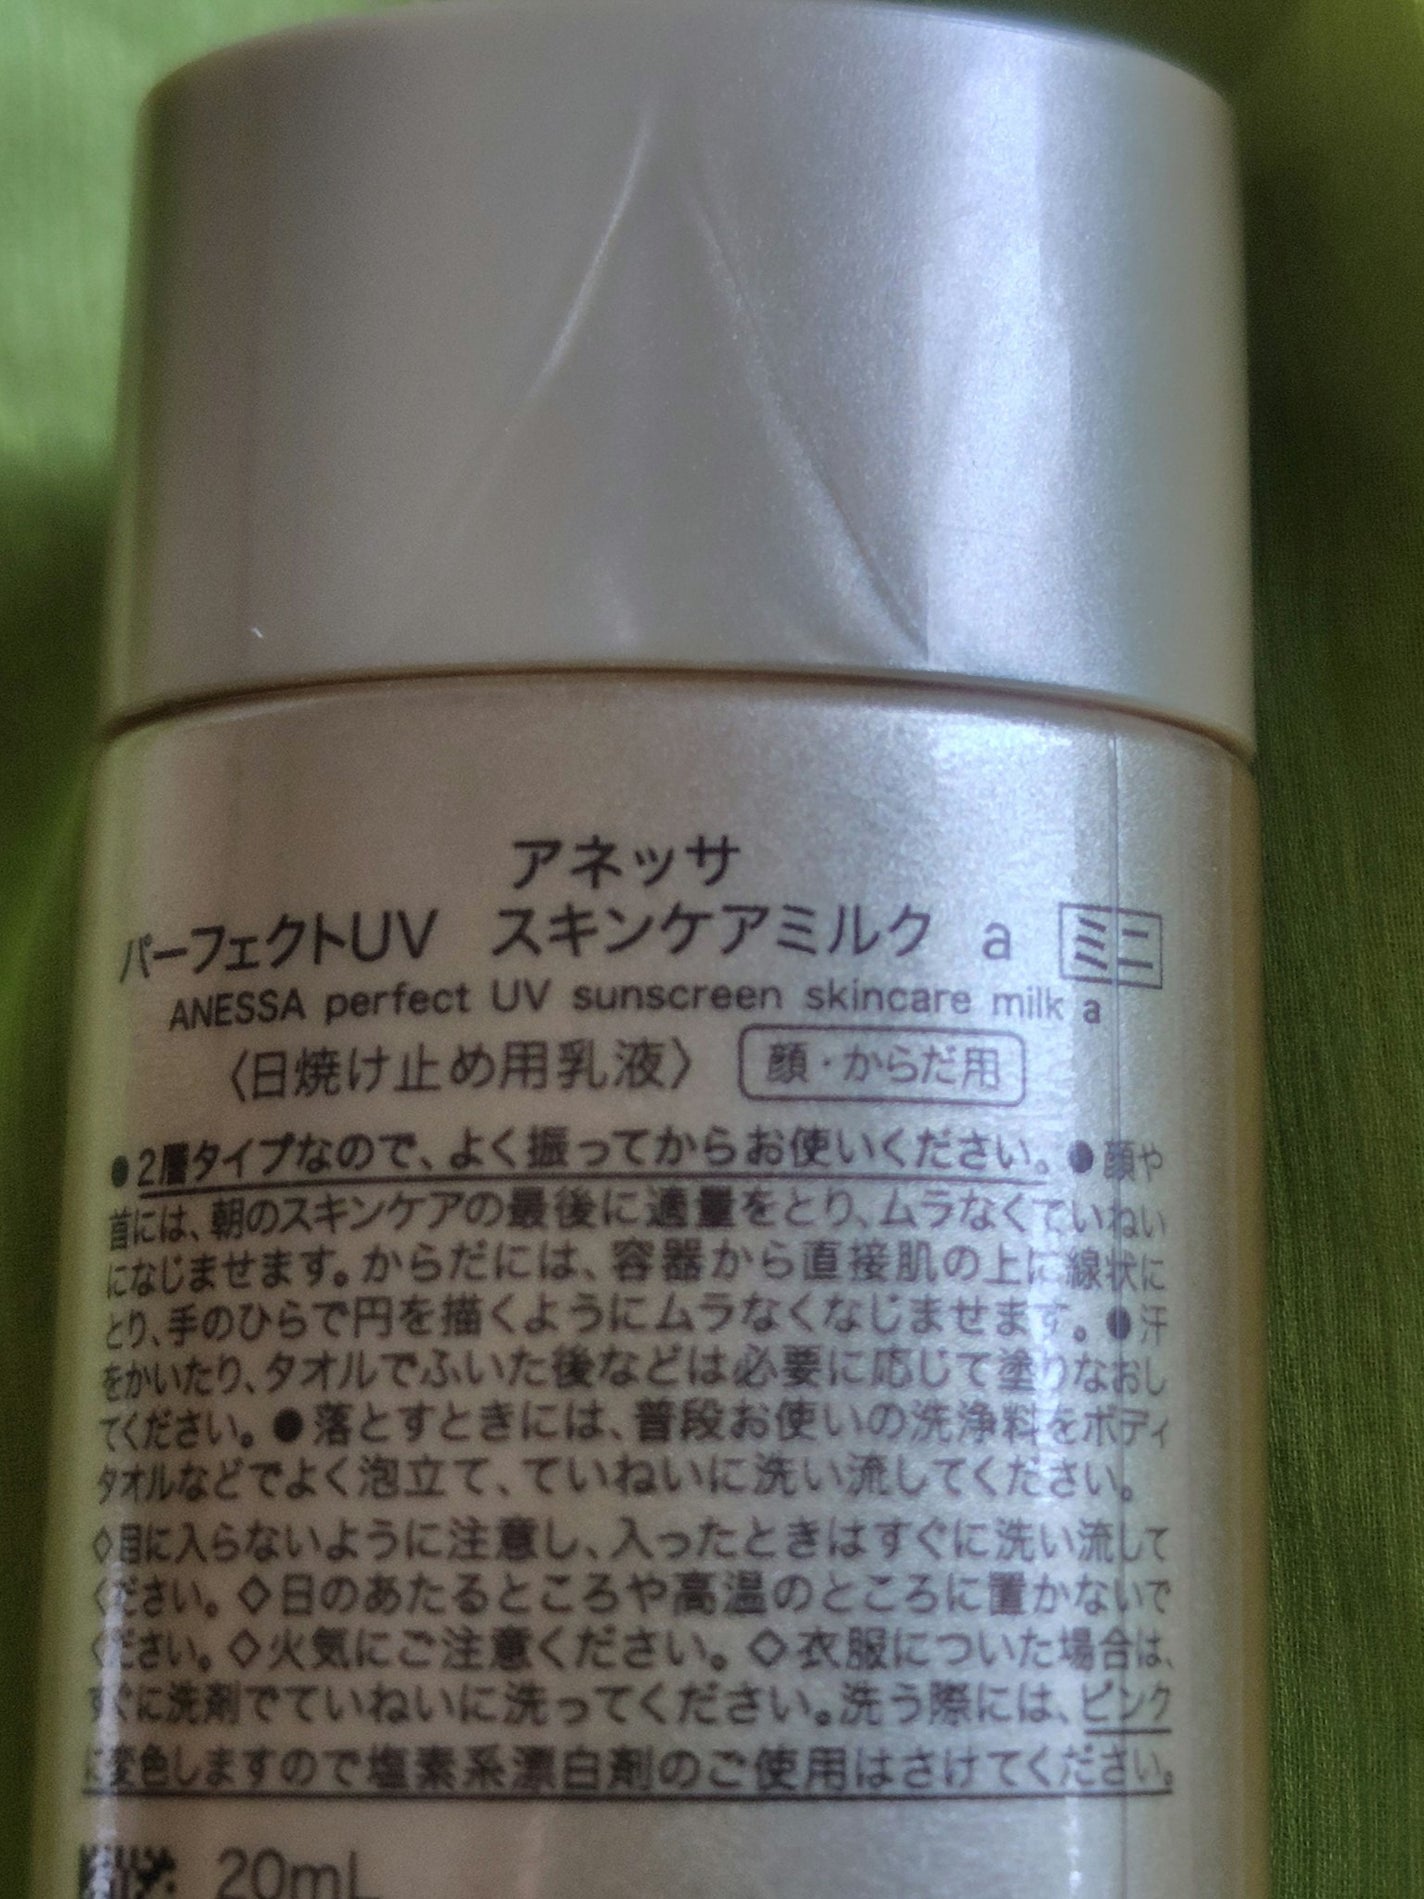 アネッサ
パーフェクトUV スキンケアミルク a ミニ
ANESSA perfect UV sunscreen skincare milk a
〈日焼け止め用乳液〉 顔・からだ用
●2層タイプなので、よく振ってからお使いください。●顔や
首には、朝のスキンケアの最後に適量をとり、ムラなくていねい
になじませます。からだには、容器から直接肌の上に線状に
とり、手のひらで円を描くようにムラなくなじませます。●汗
をかいたり、タオルでふいた後などは必要に応じて塗りなおし
てください。●落とすときには、普段お使いの洗浄料をボディ
タオルなどでよく泡立て、ていねいに洗い流してください。
◇目に入らないように注意し、入ったときはすぐに洗い流して
ください。◇日のあたるところや高温のところに置かないで
ください。◇火気にご注意ください。◇衣服についた場合は、
すぐに洗剤でていねいに洗ってください。洗う際には、ピンク
に変色しますので塩素系漂白剤のご使用はさけてください。
20mL